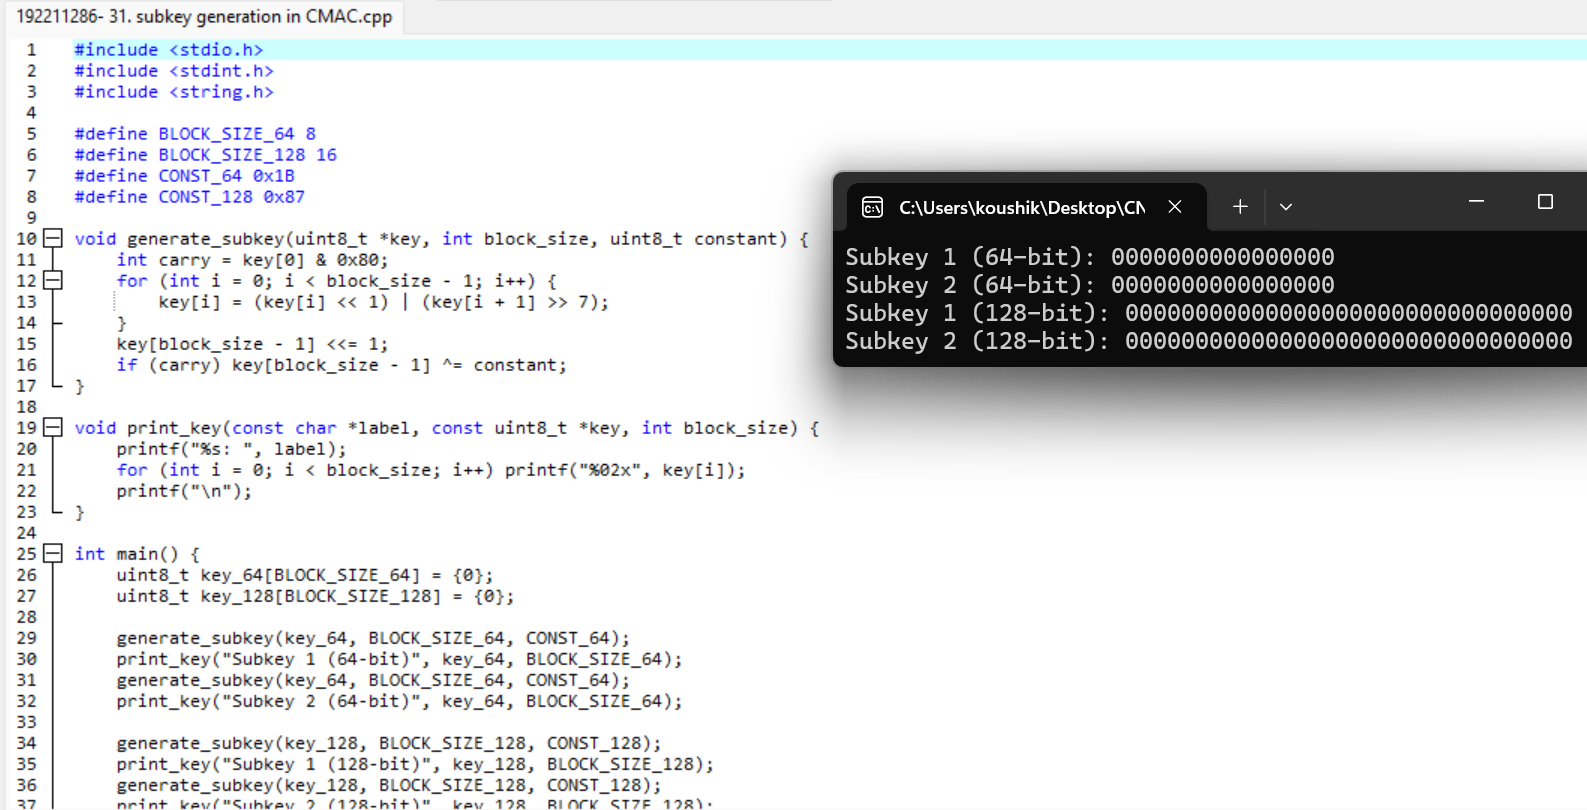 192211286- 31. subkey generation in CMAC.cpp
1 #include <stdio.h>
2 #include <stdint.h>
3 #include <string.h>
4
5 #define BLOCK_SIZE_64 8
6 #define BLOCK_SIZE_128 16
7 #define CONST_64 0x1B
8 #define CONST_128 0x87
9
10 void generate_subkey(uint8_t *key, int block_size, uint8_t constant) {
11     int carry = key[0] & 0x80;
12     for (int i = 0; i < block_size - 1; i++) {
13         key[i] = (key[i] << 1) | (key[i + 1] >> 7);
14     }
15     key[block_size - 1] <<= 1;
16     if (carry) key[block_size - 1] ^= constant;
17 }
18
19 void print_key(const char *label, const uint8_t *key, int block_size) {
20     printf("%s: ", label);
21     for (int i = 0; i < block_size; i++) printf("%02x", key[i]);
22     printf("\n");
23 }
24
25 int main() {
26     uint8_t key_64[BLOCK_SIZE_64] = {0};
27     uint8_t key_128[BLOCK_SIZE_128] = {0};
28
29     generate_subkey(key_64, BLOCK_SIZE_64, CONST_64);
30     print_key("Subkey 1 (64-bit)", key_64, BLOCK_SIZE_64);
31     generate_subkey(key_64, BLOCK_SIZE_64, CONST_64);
32     print_key("Subkey 2 (64-bit)", key_64, BLOCK_SIZE_64);
33
34     generate_subkey(key_128, BLOCK_SIZE_128, CONST_128);
35     print_key("Subkey 1 (128-bit)", key_128, BLOCK_SIZE_128);
36     generate_subkey(key_128, BLOCK_SIZE_128, CONST_128);
37     print_key("Subkey 2 (128-bit)", key_128, BLOCK_SIZE_128);
C:\Users\koushik\Desktop\CN
Subkey 1 (64-bit): 0000000000000000
Subkey 2 (64-bit): 0000000000000000
Subkey 1 (128-bit): 00000000000000000000000000000000
Subkey 2 (128-bit): 00000000000000000000000000000000